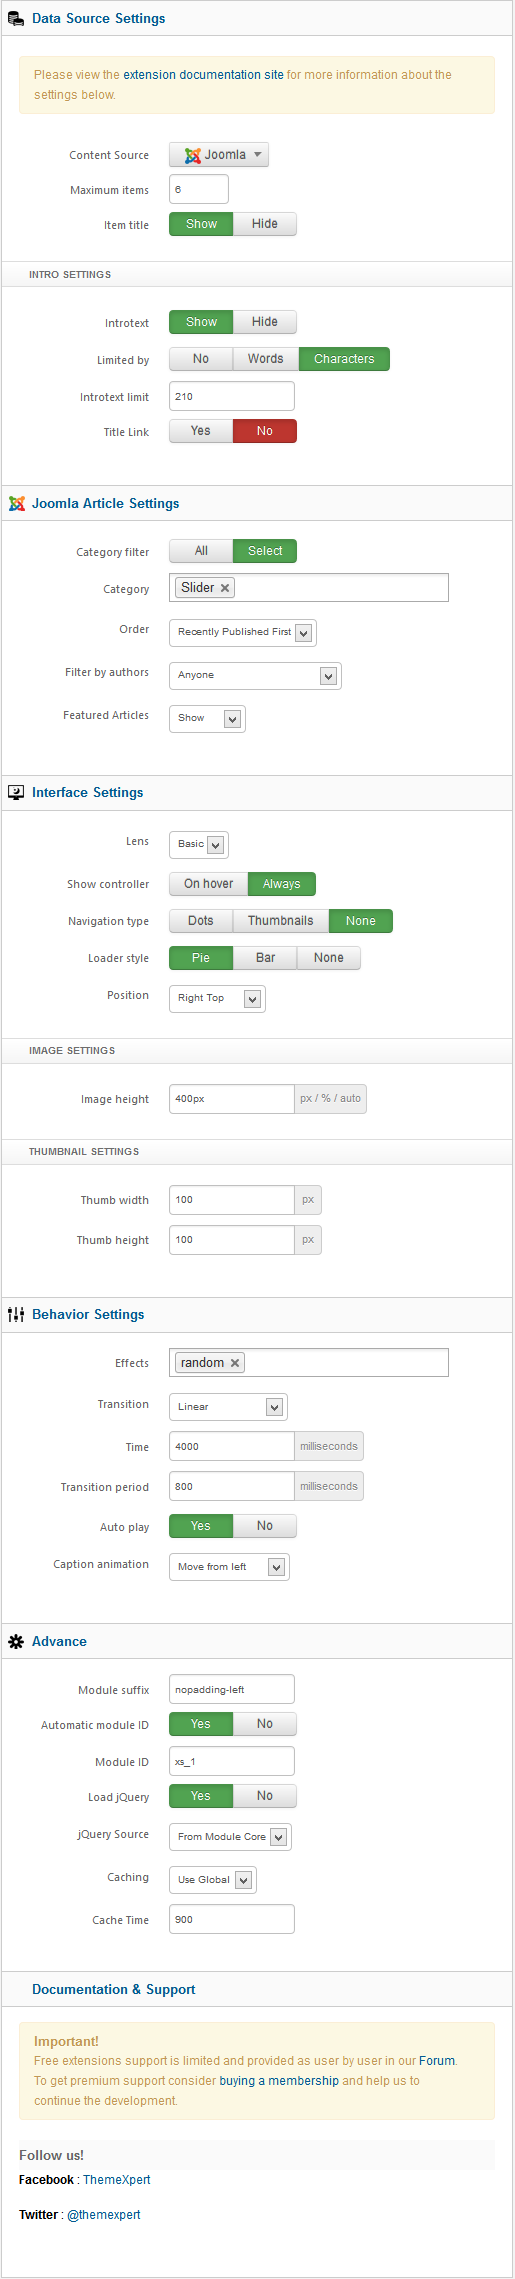 Data Source Settings
Please view the extension documentation site for more information about the
settings below.
Content Source Joomla
Maximum items 6
Item title Show Hide
INTRO SETTINGS
Introtext Show Hide
Limited by No Words Characters
Introtext limit 210
Title Link Yes No
Joomla Article Settings
Category filter All Select
Category Slider
Order Recently Published First
Filter by authors Anyone
Featured Articles Show
Interface Settings
Lens Basic
Show controller On hover Always
Navigation type Dots Thumbnails None
Loader style Pie Bar None
Position Right Top
IMAGE SETTINGS
Image height 400px px / % / auto
THUMBNAIL SETTINGS
Thumb width 100 px
Thumb height 100 px
Behavior Settings
Effects random
Transition Linear
Time 4000 milliseconds
Transition period 800 milliseconds
Auto play Yes No
Caption animation Move from left
Advance
Module suffix nopadding-left
Automatic module ID Yes No
Module ID xs_1
Load jQuery Yes No
jQuery Source From Module Core
Caching Use Global
Cache Time 900
Documentation & Support
Important!
Free extensions support is limited and provided as user by user in our Forum.
To get premium support consider buying a membership and help us to
continue the development.
Follow us!
Facebook : ThemeXpert
Twitter : @themexpert